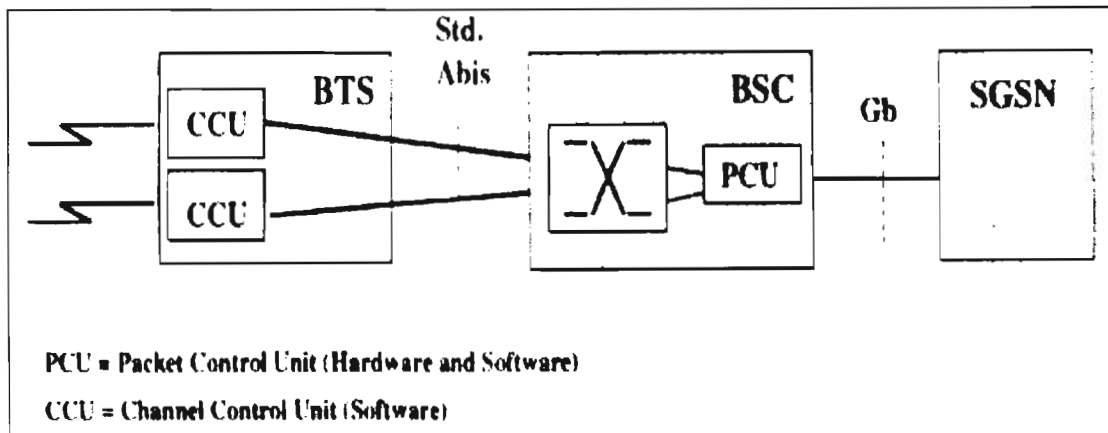 Std.
Abis
BTS
BSC
SGSN
Gb
CCU
PCU
CCU
PCU = Packet Control Unit (Hardware and Software)
CCU = Channel Control Unit (Software)